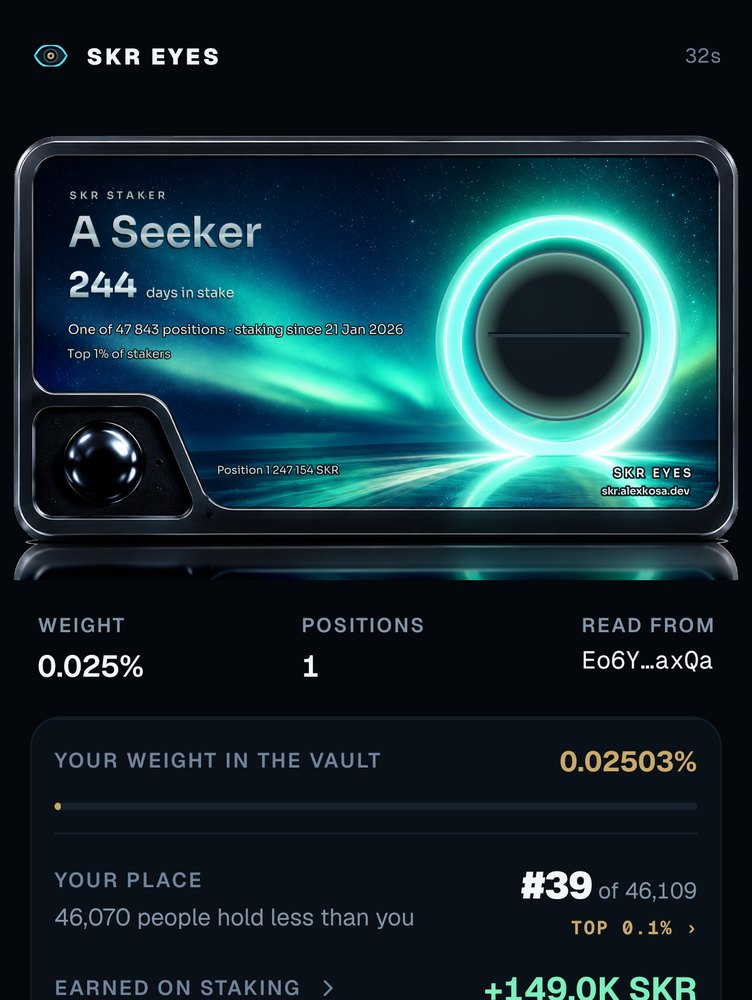 SKR EYES
32s
SKR STAKER
A Seeker
244 days in stake
One of 47 843 positions · staking since 21 Jan 2026
Top 1% of stakers
Position 1 247 154 SKR
SKR EYES
skr.alexkosa.dev
WEIGHT
0.025%
POSITIONS
1
READ FROM
Eo6Y…axQa
YOUR WEIGHT IN THE VAULT
0.02503%
YOUR PLACE
#39 of 46,109
46,070 people hold less than you
TOP 0.1% ›
EARNED ON STAKING >
+149.0K SKR